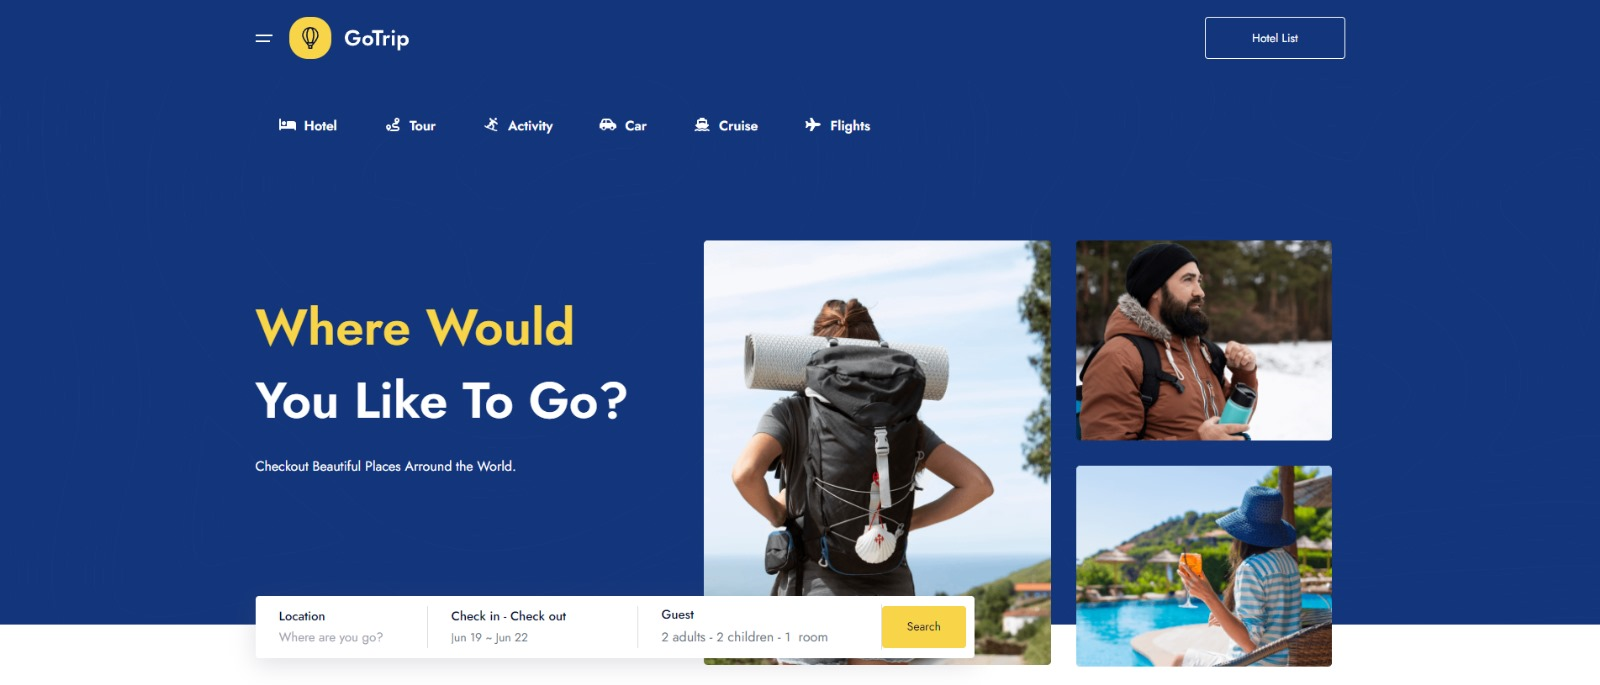 GoTrip
Hotel List
Hotel
Tour
Activity
Car
Cruise
Flights
Where Would
You Like To Go?
Checkout Beautiful Places Arround the World.
Location
Where are you go?
Check in - Check out
Jun 19 ~ Jun 22
Guest
2 adults - 2 children - 1 room
Search